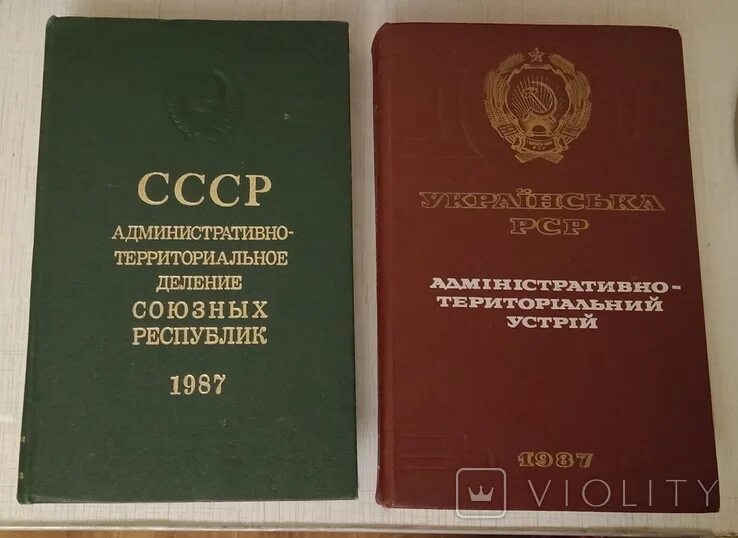 СССР
АДМИНИСТРАТИВНО-
ТЕРРИТОРИАЛЬНОЕ
ДЕЛЕНИЕ
СОЮЗНЫХ
РЕСПУБЛИК
1987
УКРАЇНСЬКА
РСР
АДМІНІСТРАТИВНО-
ТЕРИТОРІАЛЬНИЙ
УСТРІЙ
1987
VIOLITY